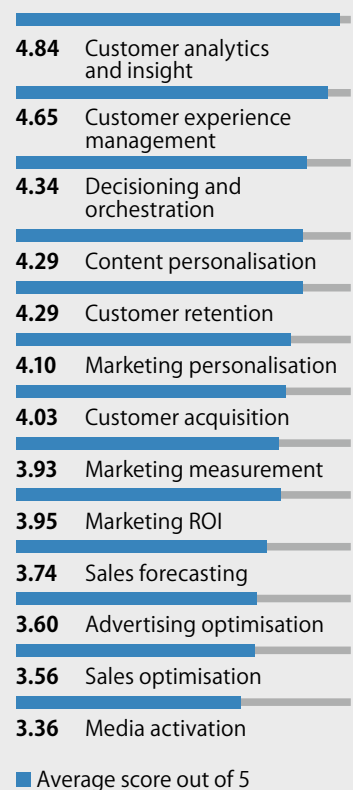 4.84 Customer analytics
and insight
4.65 Customer experience
management
4.34 Decisioning and
orchestration
4.29 Content personalisation
4.29 Customer retention
4.10 Marketing personalisation
4.03 Customer acquisition
3.93 Marketing measurement
3.95 Marketing ROI
3.74 Sales forecasting
3.60 Advertising optimisation
3.56 Sales optimisation
3.36 Media activation
Average score out of 5